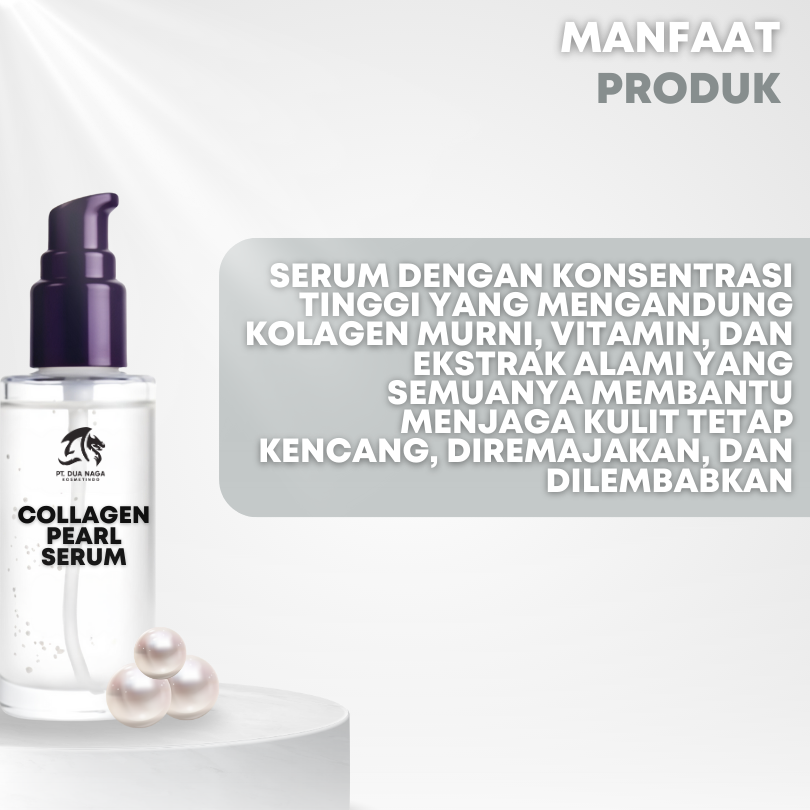 MANFAAT
PRODUK
SERUM DENGAN KONSENTRASI
TINGGI YANG MENGANDUNG
KOLAGEN MURNI, VITAMIN, DAN
EKSTRAK ALAMI YANG
SEMUANYA MEMBANTU
MENJAGA KULIT TETAP
KENCANG, DIREMAJAKAN, DAN
DILEMBABKAN
PT. DUA NAGA
KOSMETINDO
COLLAGEN
PEARL
SERUM